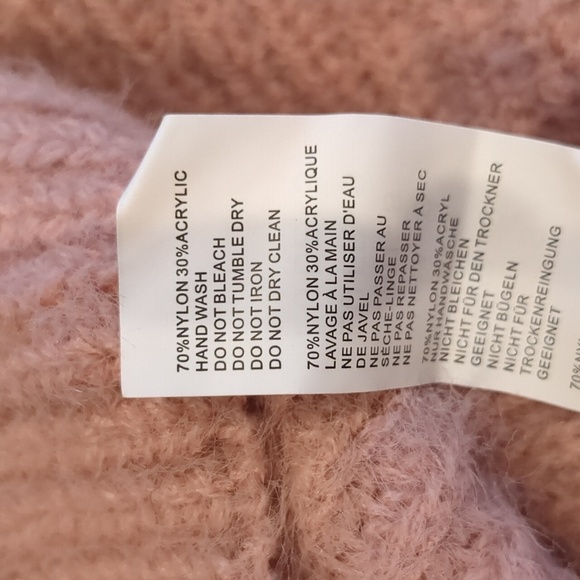 70%NYLON 30%ACRYLIC
HAND WASH
DO NOT BLEACH
DO NOT TUMBLE DRY
DO NOT IRON
DO NOT DRY CLEAN
70%NYLON 30%ACRYLIQUE
LAVAGE À LA MAIN
NE PAS UTILISER D'EAU
DE JAVEL
NE PAS PASSER AU
SÈCHE-LINGE
NE PAS REPASSER
NE PAS NETTOYER À SEC
70%NYLON 30%ACRYL
NUR HANDWÄSCHE
NICHT BLEICHEN
NICHT FÜR DEN TROCKNER
GEEIGNET
NICHT BÜGELN
NICHT FÜR
TROCKENREINGUNG
GEEIGNET
70%